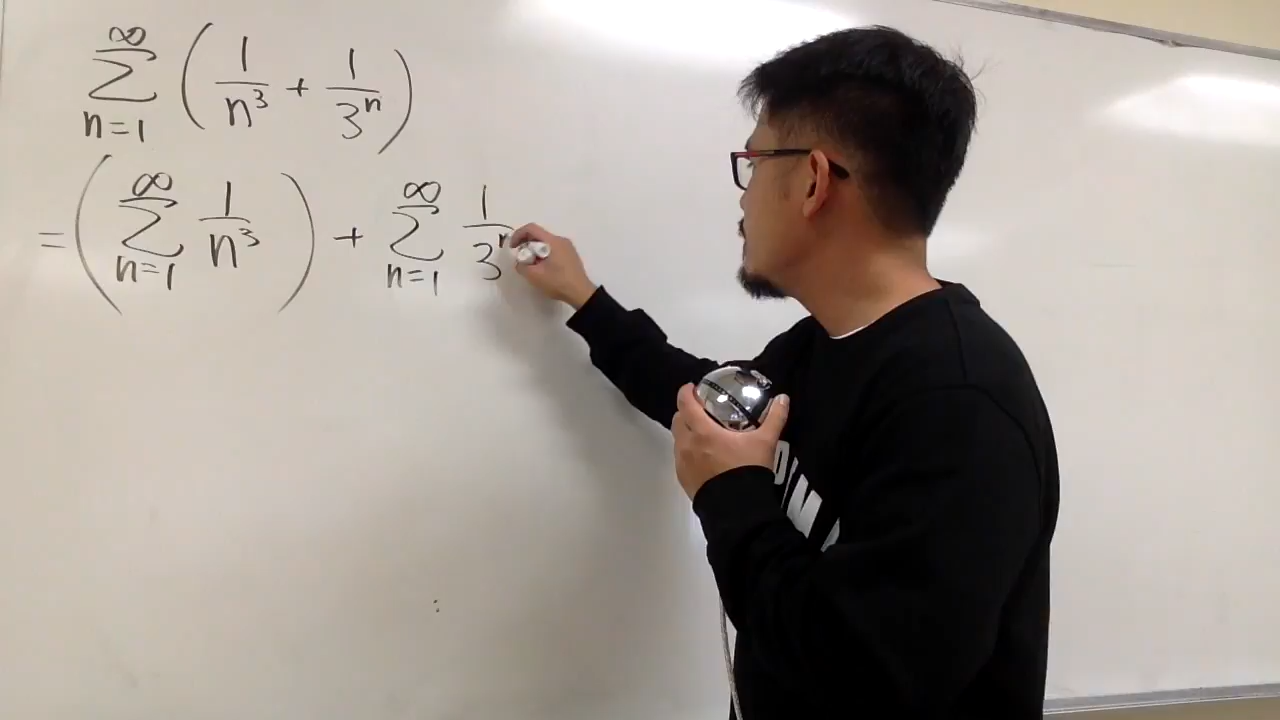 ∑_{n=1}^{∞} (1/n³ + 1/3ⁿ)
= (∑_{n=1}^{∞} 1/n³) + ∑_{n=1}^{∞} 1/3ⁿ